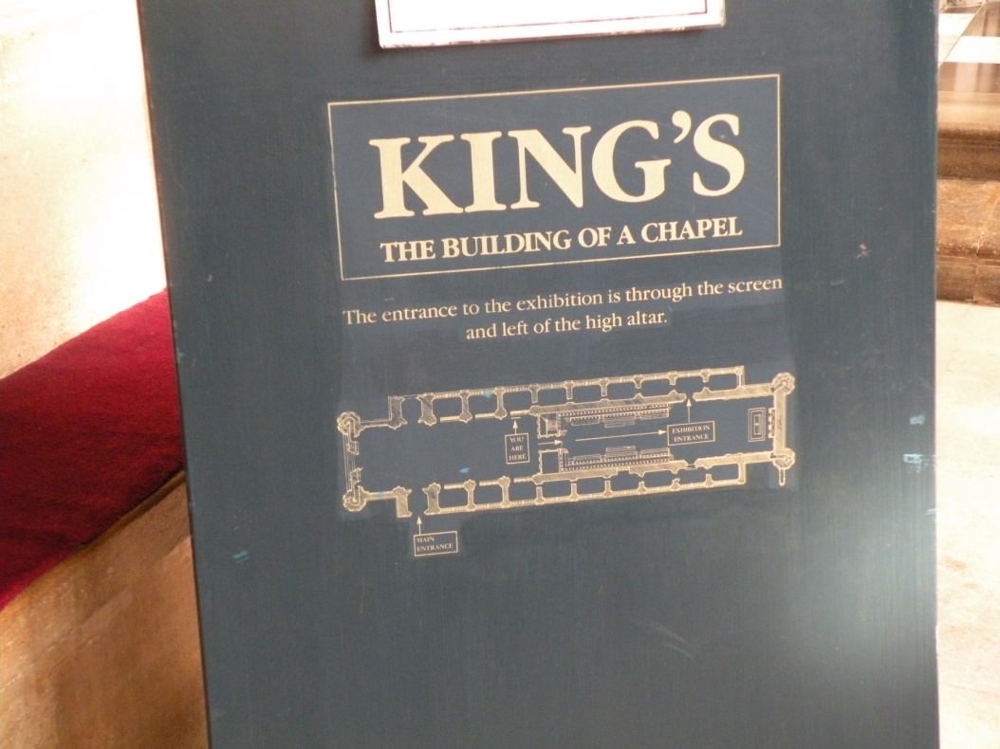 KING'S
THE BUILDING OF A CHAPEL
The entrance to the exhibition is through the screen
and left of the high altar.
YOU
ARE
HERE
EXHIBITION
ENTRANCE
MAIN
ENTRANCE